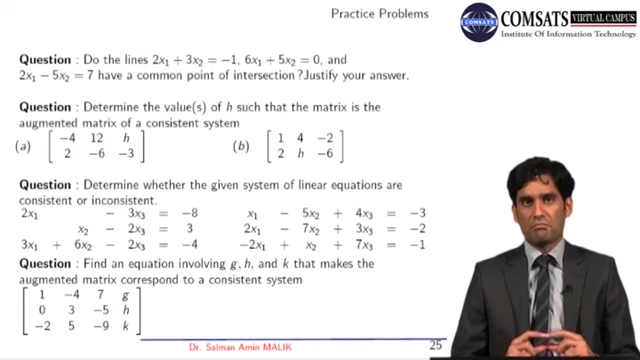 Practice Problems
COMSATS VIRTUAL CAMPUS
Institute Of Information Technology
Question : Do the lines 2x₁ + 3x₂ = −1, 6x₁ + 5x₂ = 0, and
2x₁ − 5x₂ = 7 have a common point of intersection?Justify your answer.
Question : Determine the value(s) of h such that the matrix is the
augmented matrix of a consistent system
(a) [ −4 12 h
2 −6 −3 ]
(b) [ 1 4 −2
2 h −6 ]
Question : Determine whether the given system of linear equations are
consistent or inconsistent.
2x₁ − 3x₃ = −8
x₂ − 2x₃ = 3
3x₁ + 6x₂ − 2x₃ = −4
x₁ − 5x₂ + 4x₃ = −3
2x₁ − 7x₂ + 3x₃ = −2
−2x₁ + x₂ + 7x₃ = −1
Question : Find an equation involving g, h, and k that makes the
augmented matrix correspond to a consistent system
[ 1 −4 7 g
0 3 −5 h
−2 5 −9 k ]
Dr. Salman Amin MALIK
25